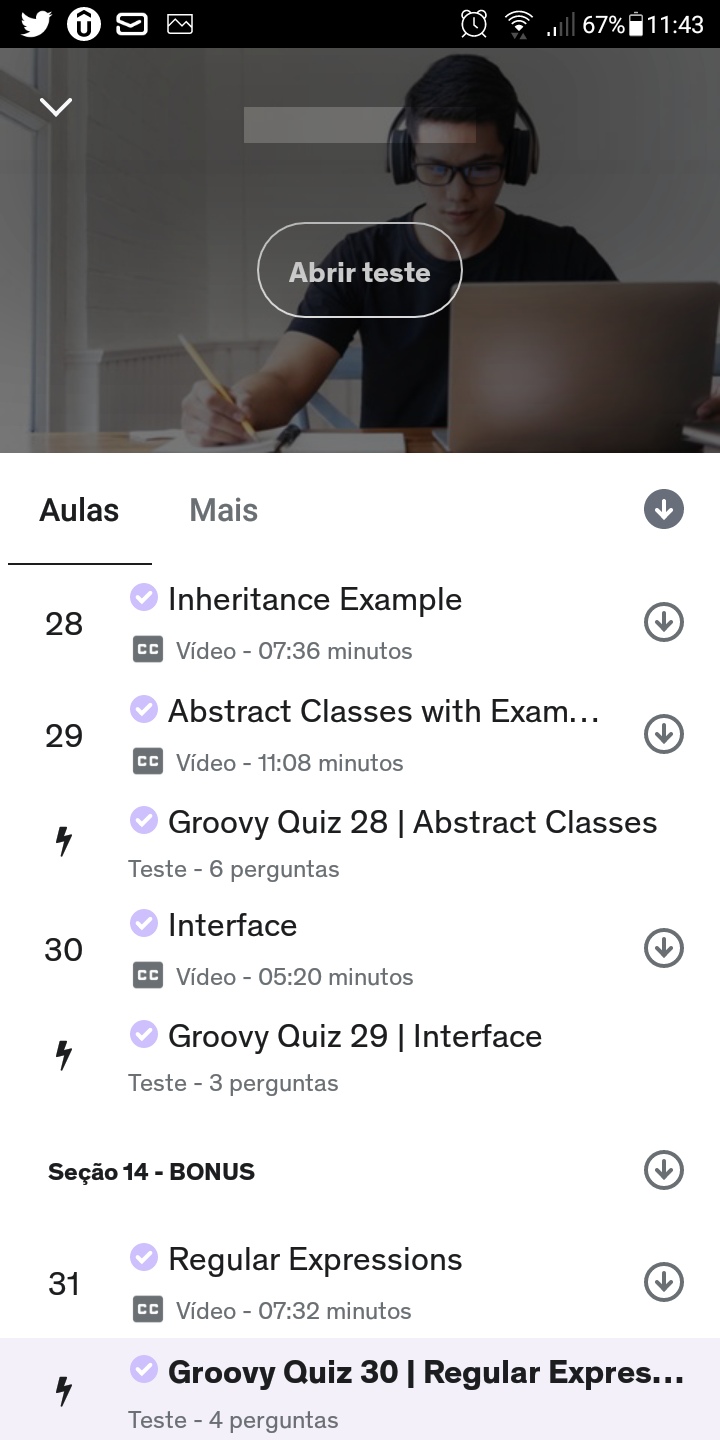 67% 11:43
Abrir teste
Aulas Mais
28 Inheritance Example
CC Vídeo - 07:36 minutos
29 Abstract Classes with Exam...
CC Vídeo - 11:08 minutos
Groovy Quiz 28 | Abstract Classes
Teste - 6 perguntas
30 Interface
CC Vídeo - 05:20 minutos
Groovy Quiz 29 | Interface
Teste - 3 perguntas
Seção 14 - BONUS
31 Regular Expressions
CC Vídeo - 07:32 minutos
Groovy Quiz 30 | Regular Expres...
Teste - 4 perguntas